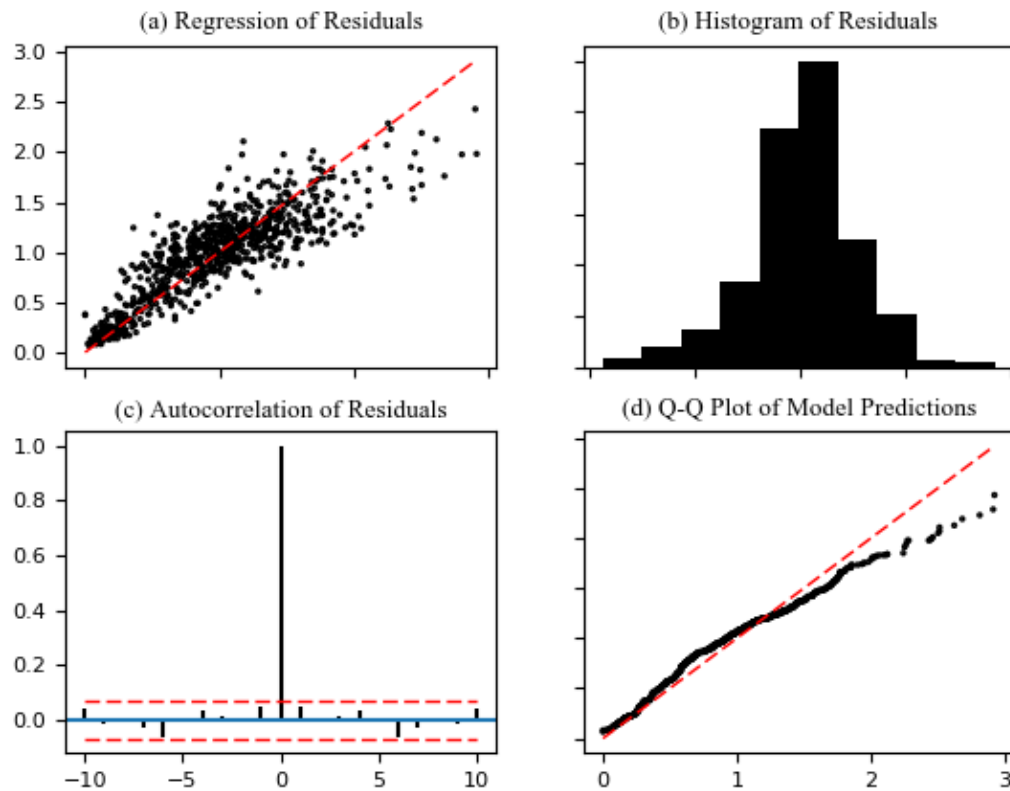 (a) Regression of Residuals
(b) Histogram of Residuals
3.0
2.5
2.0
1.5
1.0
0.5
0.0
(c) Autocorrelation of Residuals
(d) Q-Q Plot of Model Predictions
1.0
0.8
0.6
0.4
0.2
0.0
−10 −5 0 5 10
0 1 2 3